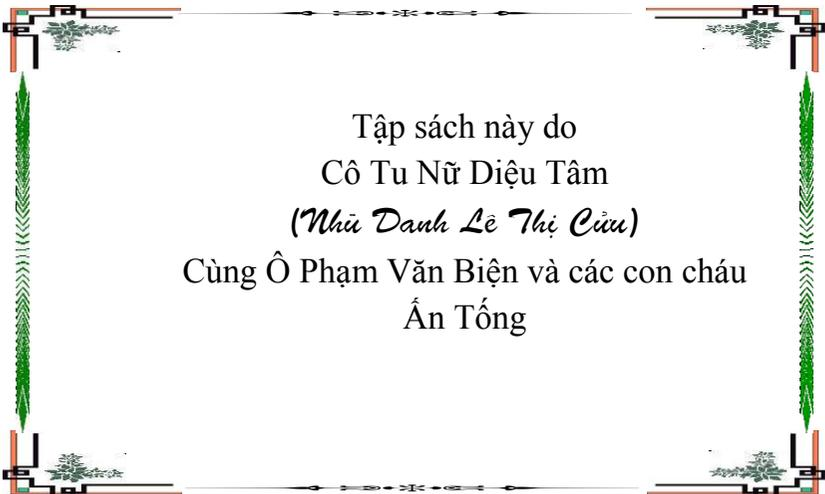 Tập sách này do
Cô Tu Nữ Diệu Tâm
(Nhũ Danh Lê Thị Cửu)
Cùng Ô Phạm Văn Biện và các con cháu
Ấn Tống